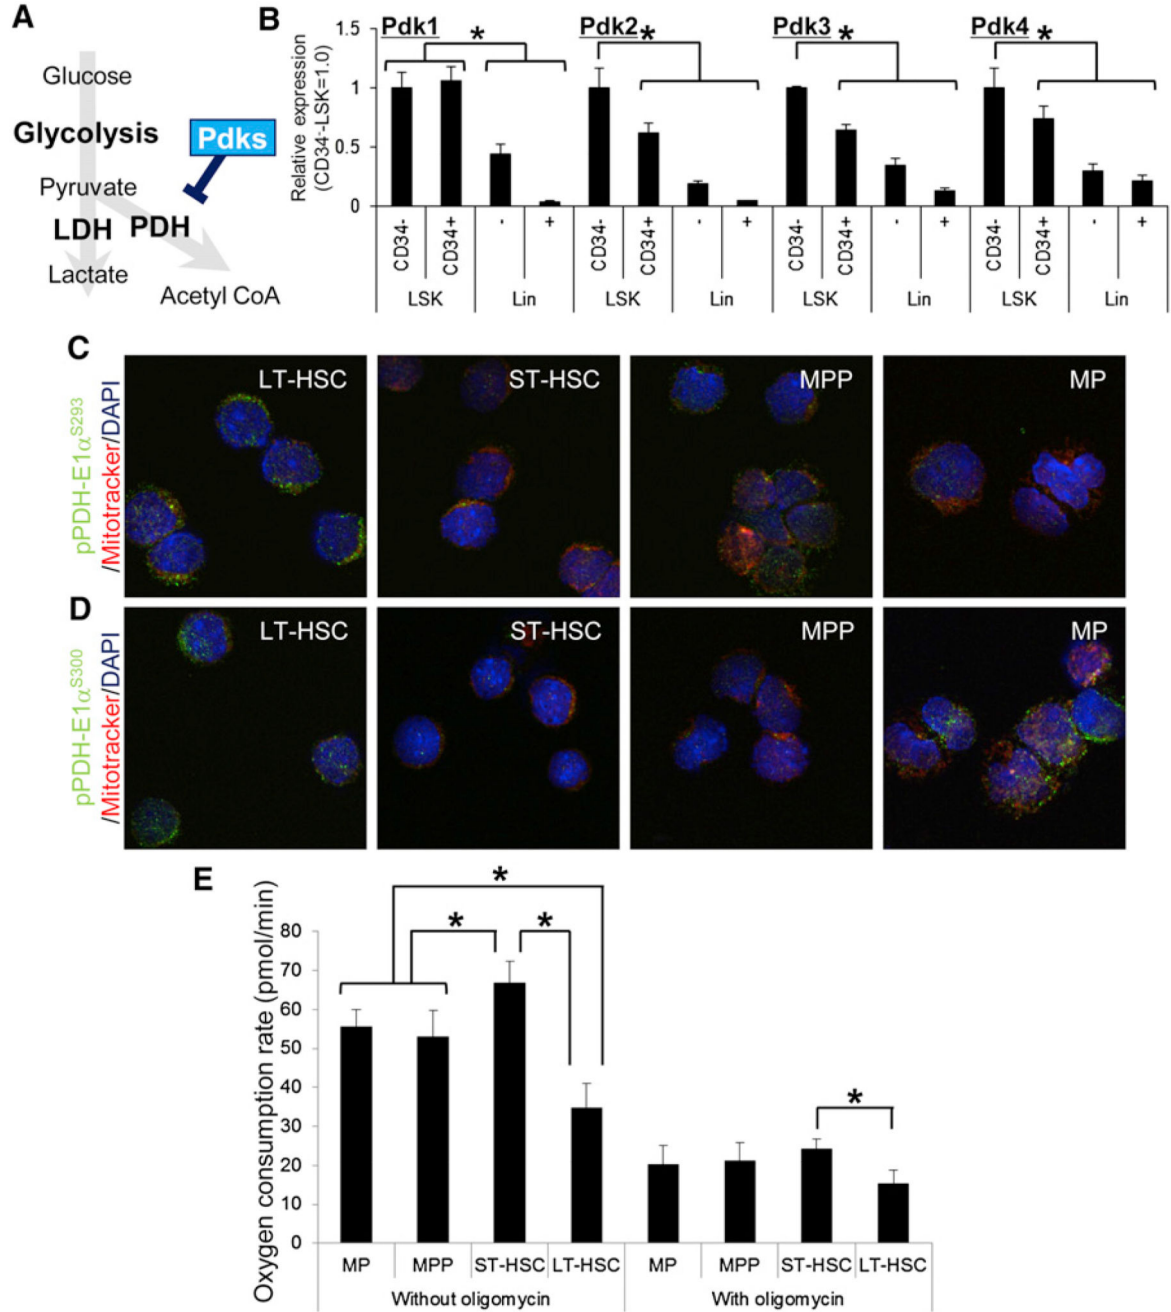 A
Glucose
Glycolysis
Pdks
Pyruvate
LDH PDH
Lactate
Acetyl CoA
B
Relative expression
(CD34-LSK=1.0)
1.5
1
0.5
0
Pdk1 * Pdk2 * Pdk3 * Pdk4 *
CD34- CD34+ - + CD34- CD34+ - + CD34- CD34+ - + CD34- CD34+ - +
LSK Lin LSK Lin LSK Lin LSK Lin
C
pPDH-E1αS293
/Mitotracker/DAPI
LT-HSC ST-HSC MPP MP
D
pPDH-E1αS300
/Mitotracker/DAPI
LT-HSC ST-HSC MPP MP
E
Oxygen consumption rate (pmol/min)
80
70
60
50
40
30
20
10
0
*
* *
*
MP MPP ST-HSC LT-HSC MP MPP ST-HSC LT-HSC
Without oligomycin With oligomycin